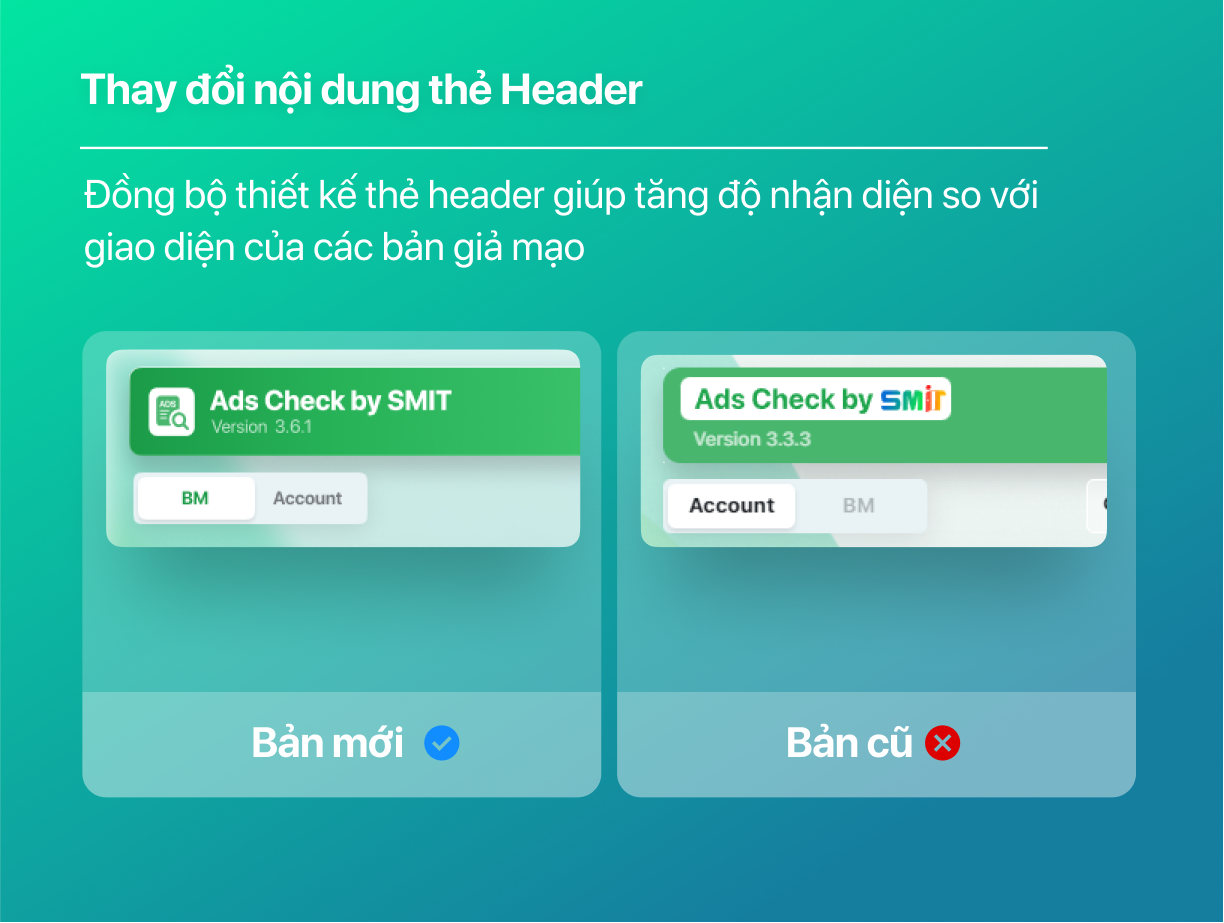 Thay đổi nội dung thẻ Header
Đồng bộ thiết kế thẻ header giúp tăng độ nhận diện so với
giao diện của các bản giả mạo
ADS
Ads Check by SMIT
Version 3.6.1
BM Account
Bản mới
Ads Check by SMIT
Version 3.3.3
Account BM
Bản cũ